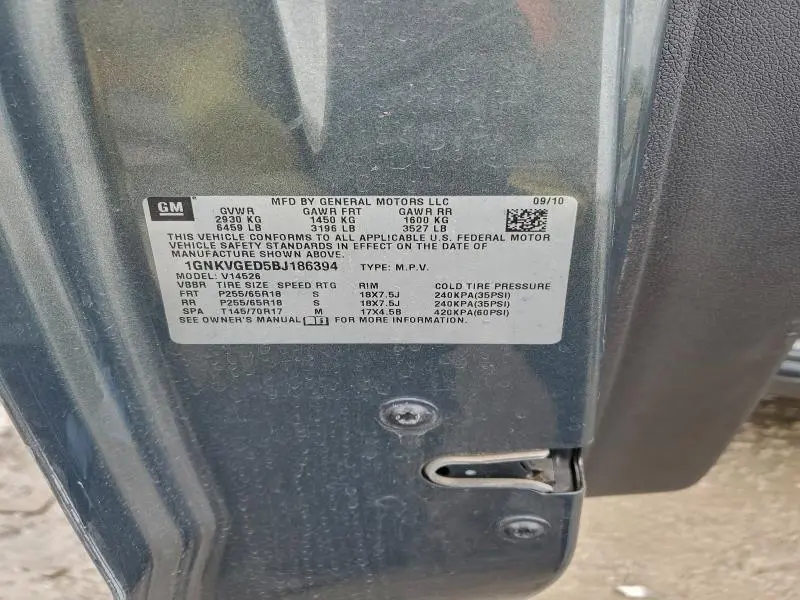 GM MFD BY GENERAL MOTORS LLC 09/10
GVWR GAWR FRT GAWR RR
2930 KG 1450 KG 1600 KG
6459 LB 3196 LB 3527 LB
THIS VEHICLE CONFORMS TO ALL APPLICABLE U.S. FEDERAL MOTOR
VEHICLE SAFETY STANDARDS IN EFFECT ON THE DATE OF
MANUFACTURE SHOWN ABOVE.
1GNKVGED5BJ186394 TYPE: M.P.V.
MODEL: V14526
VBBR TIRE SIZE SPEED RTG RIM COLD TIRE PRESSURE
FRT P255/65R18 S 18X7.5J 240KPA(35PSI)
RR P255/65R18 S 18X7.5J 240KPA(35PSI)
SPA T145/70R17 M 17X4.5B 420KPA(60PSI)
SEE OWNER'S MANUAL FOR MORE INFORMATION.